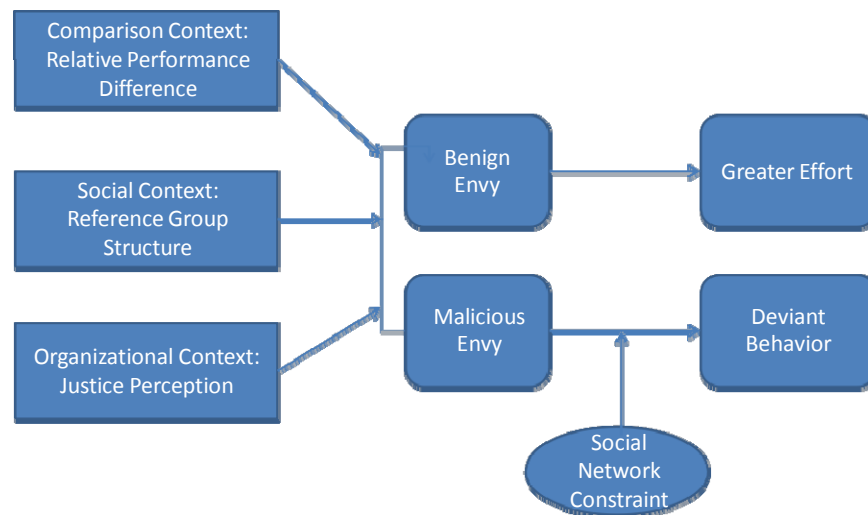 Comparison Context:
Relative Performance
Difference
Social Context:
Reference Group
Structure
Organizational Context:
Justice Perception
Benign
Envy
Malicious
Envy
Greater Effort
Deviant
Behavior
Social
Network
Constraint